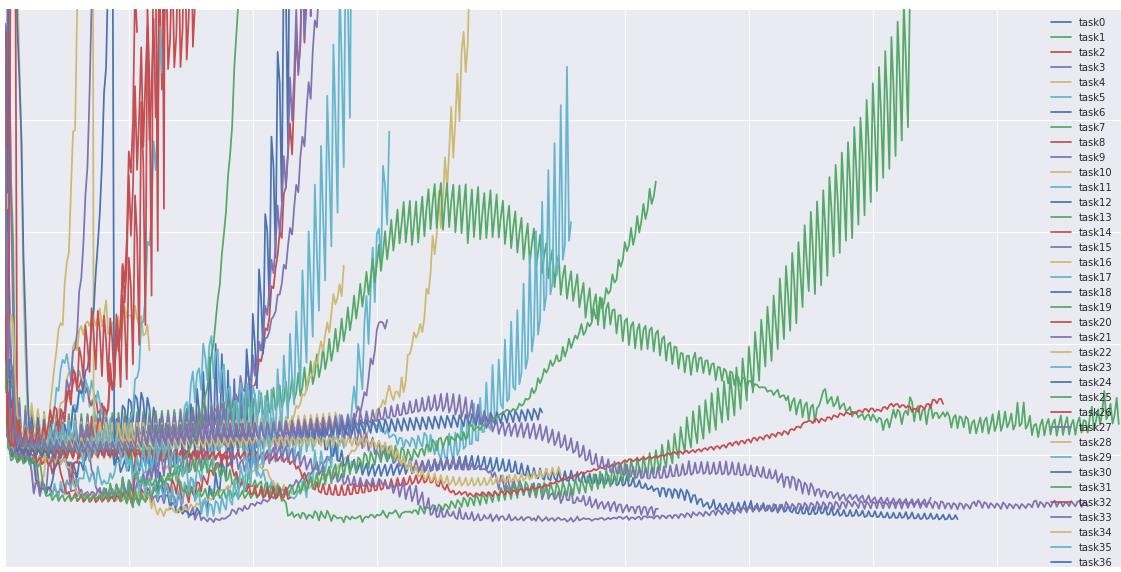 task0
task1
task2
task3
task4
task5
task6
task7
task8
task9
task10
task11
task12
task13
task14
task15
task16
task17
task18
task19
task20
task21
task22
task23
task24
task25
task26
task27
task28
task29
task30
task31
task32
task33
task34
task35
task36